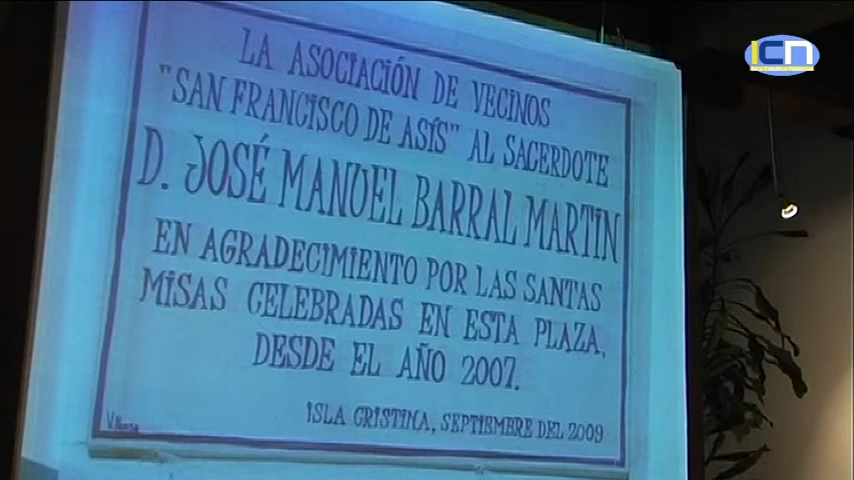 ICN
LA ASOCIACIÓN DE VECINOS
"SAN FRANCISCO DE ASÍS" AL SACERDOTE
D. JOSÉ MANUEL BARRAL MARTIN
EN AGRADECIMIENTO POR LAS SANTAS
MISAS CELEBRADAS EN ESTA PLAZA,
DESDE EL AÑO 2007.
ISLA CRISTINA, SEPTIEMBRE DEL 2009